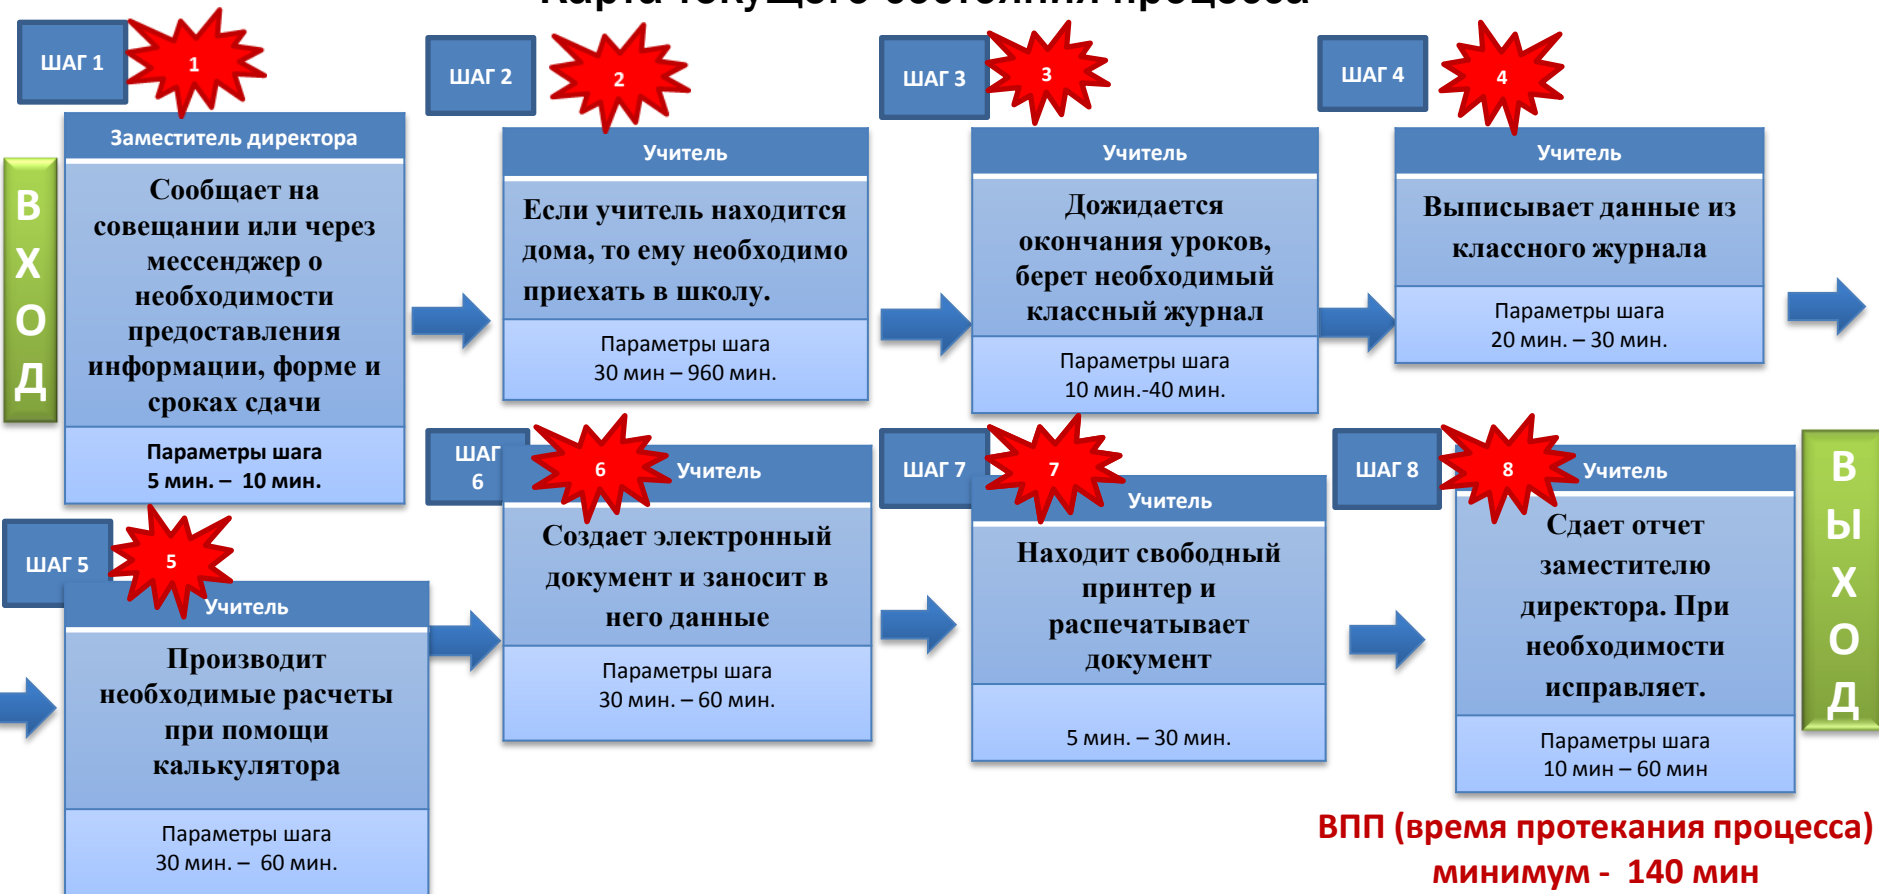 Карта текущего состояния процесса
ВХОД
ШАГ 1
1
Заместитель директора
Сообщает на
совещании или через
мессенджер о
необходимости
предоставления
информации, форме и
сроках сдачи
Параметры шага
5 мин. – 10 мин.
ШАГ 2
2
Учитель
Если учитель находится
дома, то ему необходимо
приехать в школу.
Параметры шага
30 мин – 960 мин.
ШАГ 3
3
Учитель
Дожидается
окончания уроков,
берет необходимый
классный журнал
Параметры шага
10 мин.-40 мин.
ШАГ 4
4
Учитель
Выписывает данные из
классного журнала
Параметры шага
20 мин. – 30 мин.
ШАГ 5
5
Учитель
Производит
необходимые расчеты
при помощи
калькулятора
Параметры шага
30 мин. – 60 мин.
ШАГ
6
6
Учитель
Создает электронный
документ и заносит в
него данные
Параметры шага
30 мин. – 60 мин.
ШАГ 7
7
Учитель
Находит свободный
принтер и
распечатывает
документ
5 мин. – 30 мин.
ШАГ 8
8
Учитель
Сдает отчет
заместителю
директора. При
необходимости
исправляет.
Параметры шага
10 мин – 60 мин
ВЫХОД
ВПП (время протекания процесса)
минимум - 140 мин